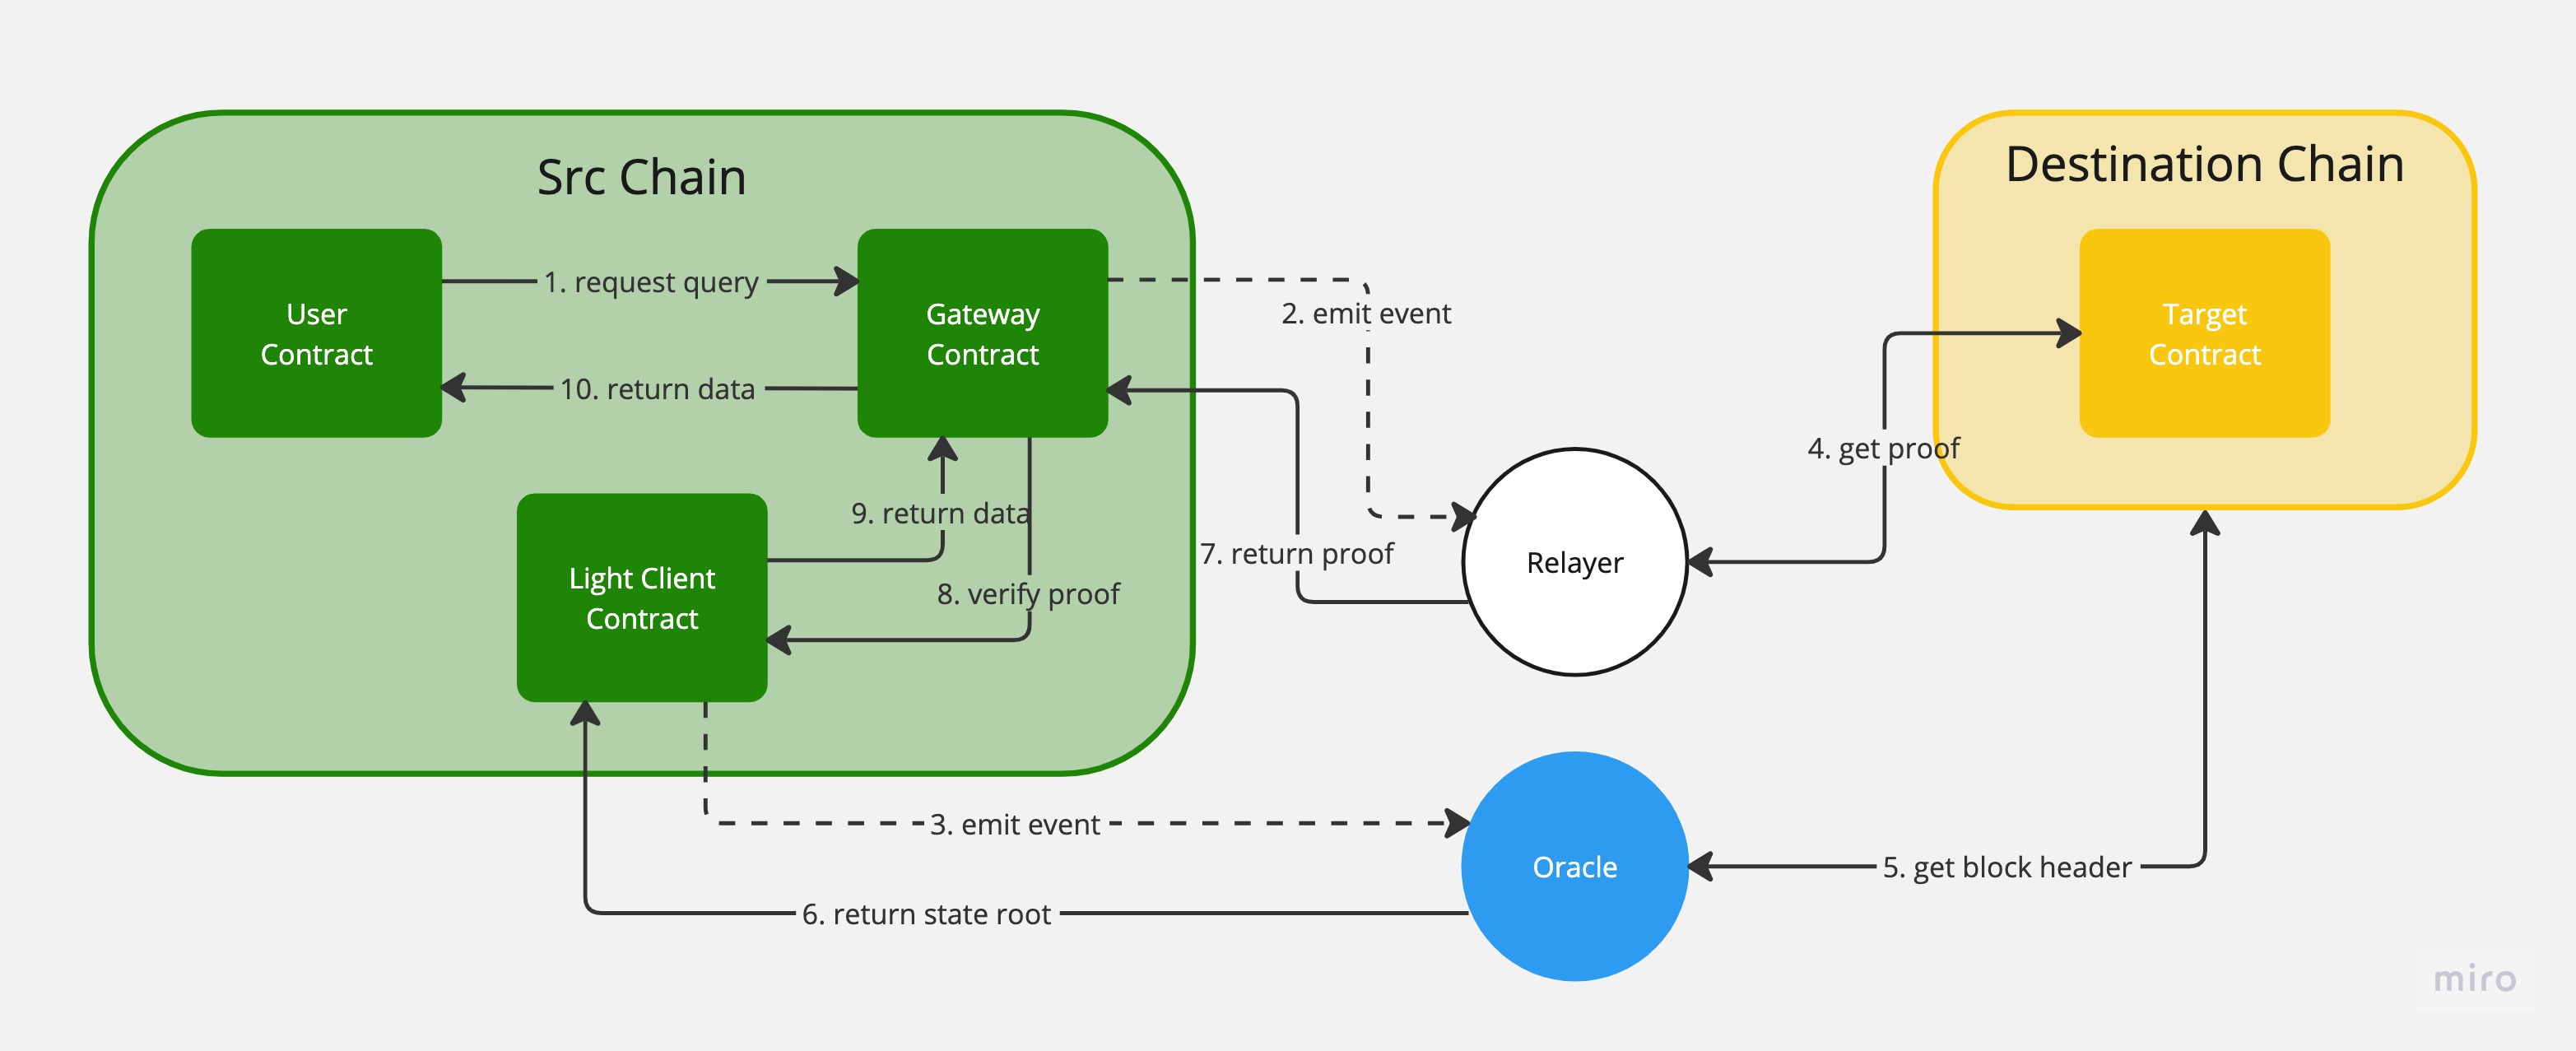 Src Chain
Destination Chain
User
Contract
1. request query
Gateway
Contract
2. emit event
Target
Contract
10. return data
4. get proof
9. return data
7. return proof
Relayer
Light Client
Contract
8. verify proof
3. emit event
Oracle
5. get block header
6. return state root
miro